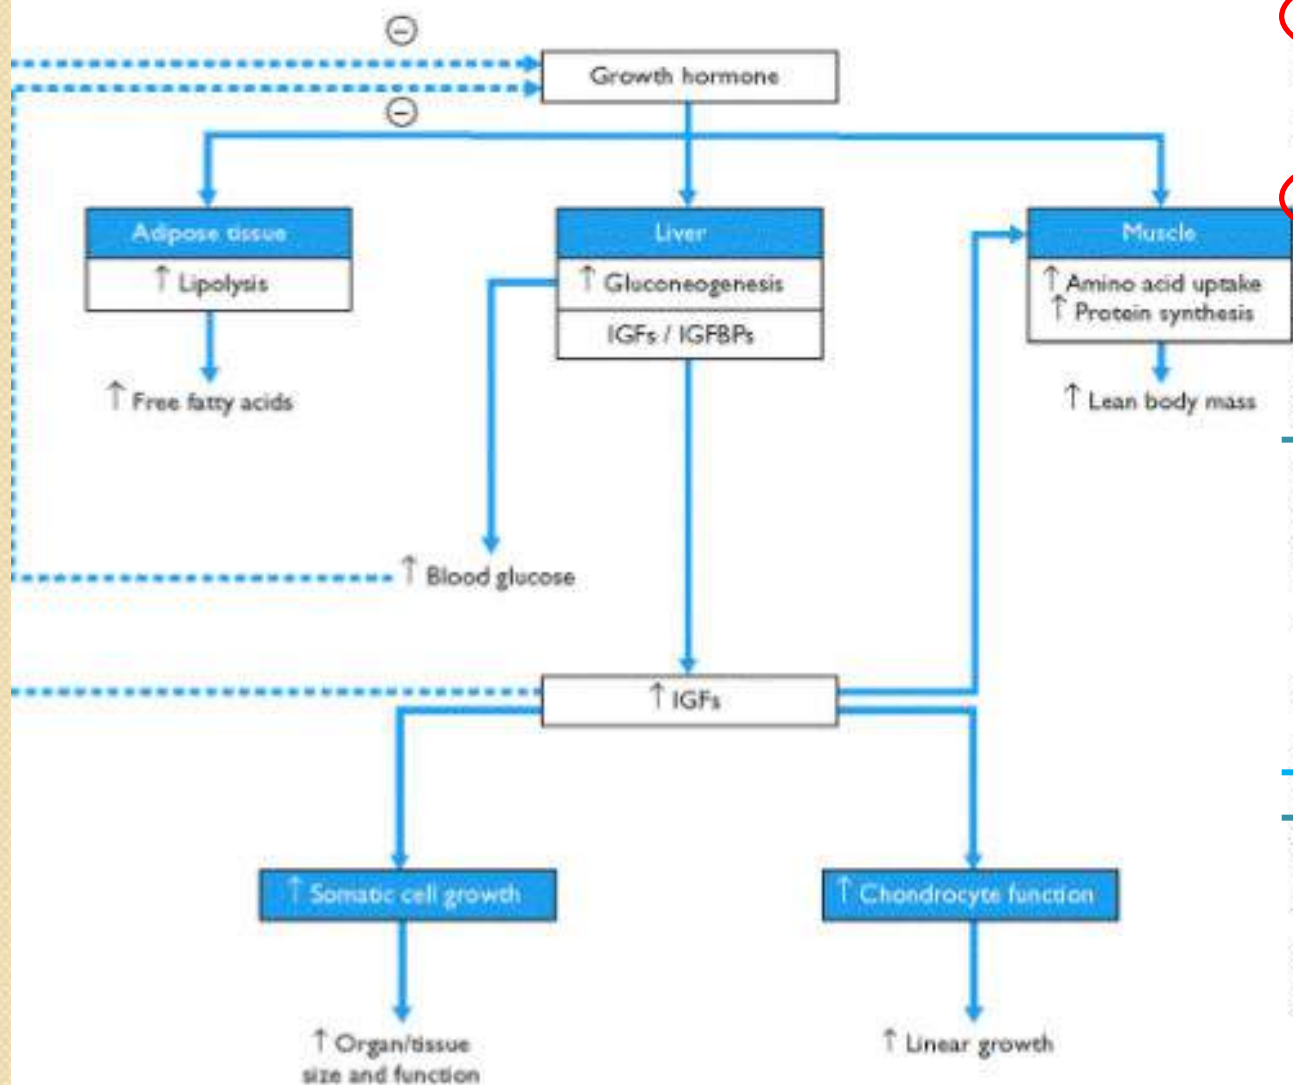 ⊖
Growth hormone
⊖
Adipose tissue
↑ Lipolysis
↑ Free fatty acids
Liver
↑ Gluconeogenesis
IGFs / IGFBPs
Muscle
↑ Amino acid uptake
↑ Protein synthesis
↑ Lean body mass
↑ Blood glucose
↑ IGFs
↑ Somatic cell growth
↑ Chondrocyte function
↑ Organ/tissue
size and function
↑ Linear growth